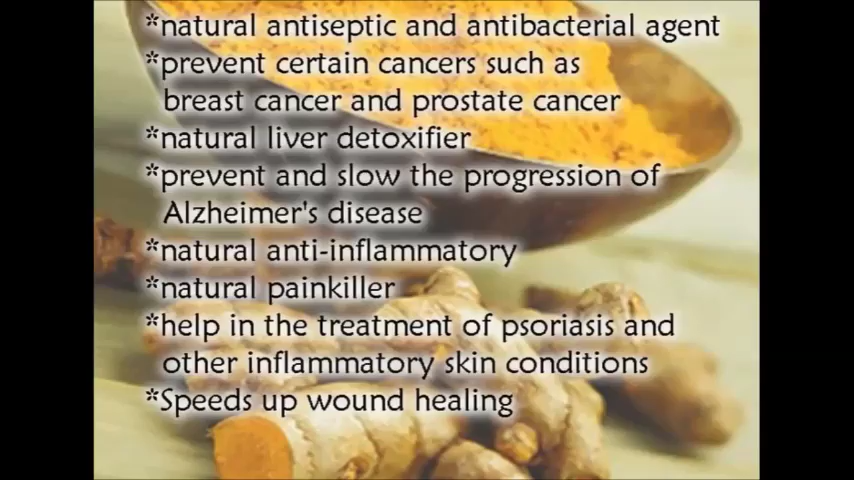 *natural antiseptic and antibacterial agent
*prevent certain cancers such as
breast cancer and prostate cancer
*natural liver detoxifier
*prevent and slow the progression of
Alzheimer's disease
*natural anti-inflammatory
*natural painkiller
*help in the treatment of psoriasis and
other inflammatory skin conditions
*Speeds up wound healing